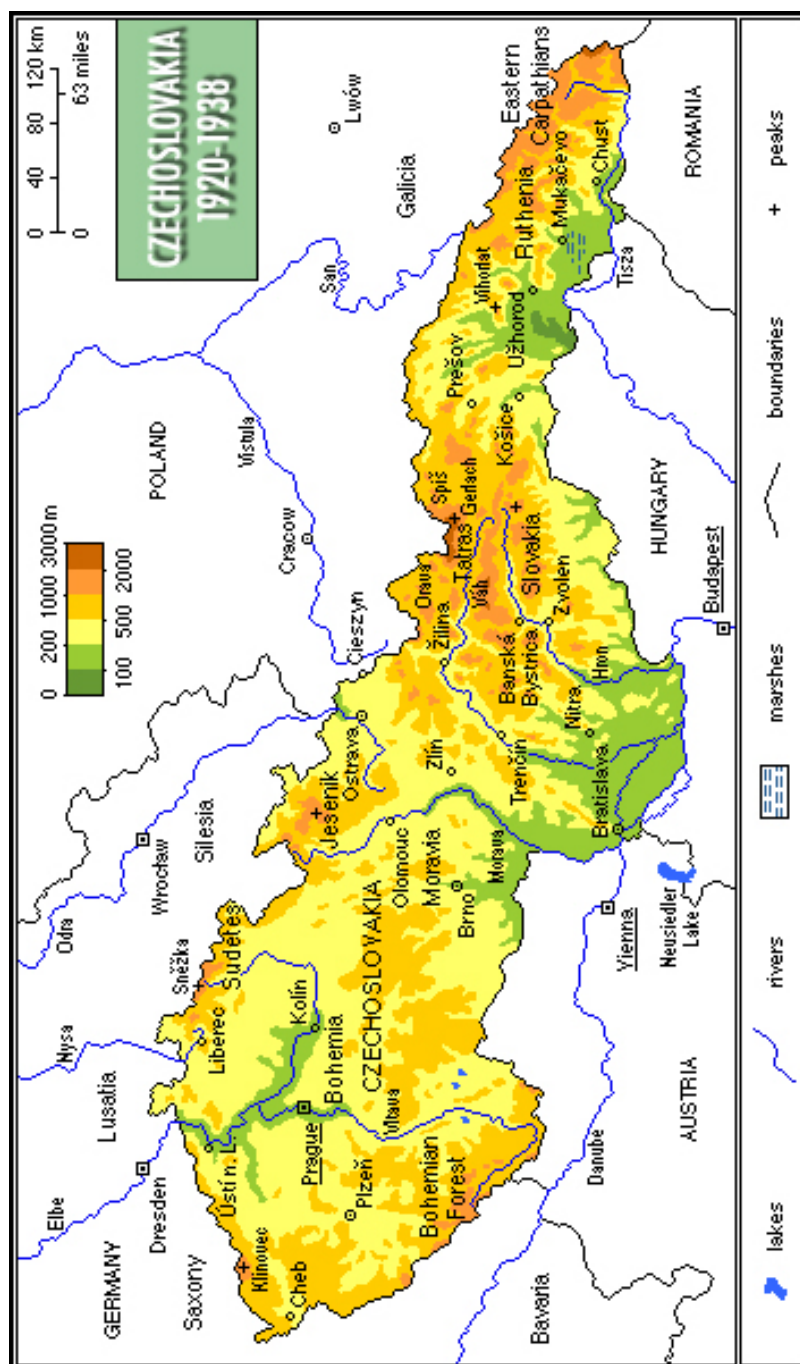 CZECHOSLOVAKIA
1920-1938
0 40 80 120 km
0 63 miles
0 200 1000 3000 m
100 500 2000
GERMANY
POLAND
Elbe
Nysa
Odra
Lusatia
Dresden
Saxony
Wrocław
Silesia
Vistula
Cracow
San
Lwów
Galicia
Cieszyn
Sněžka
Sudetes
Liberec
Ústí n. L.
Klinouec
Cheb
Kolín
Prague
Bohemia
Plzeň
CZECHOSLOVAKIA
Vltava
Bohemian
Forest
Jeseník
Ostrava
Olomouc
Moravia
Brno
Morava
Zlín
Žilina
Orava
Tatras
Spiš
Gerlach
Váh
Trenčín
Banská
Bystrica
Slovakia
Zvolen
Nitra
Hron
Bratislava
Prešov
Košice
Vihorlat
Užhorod
Ruthenia
Mukačevo
Chust
Eastern
Carpathians
Tisza
ROMANIA
HUNGARY
Budapest
Vienna
Neusiedler
Lake
Danube
AUSTRIA
Bavaria
lakes
rivers
marshes
boundaries
peaks